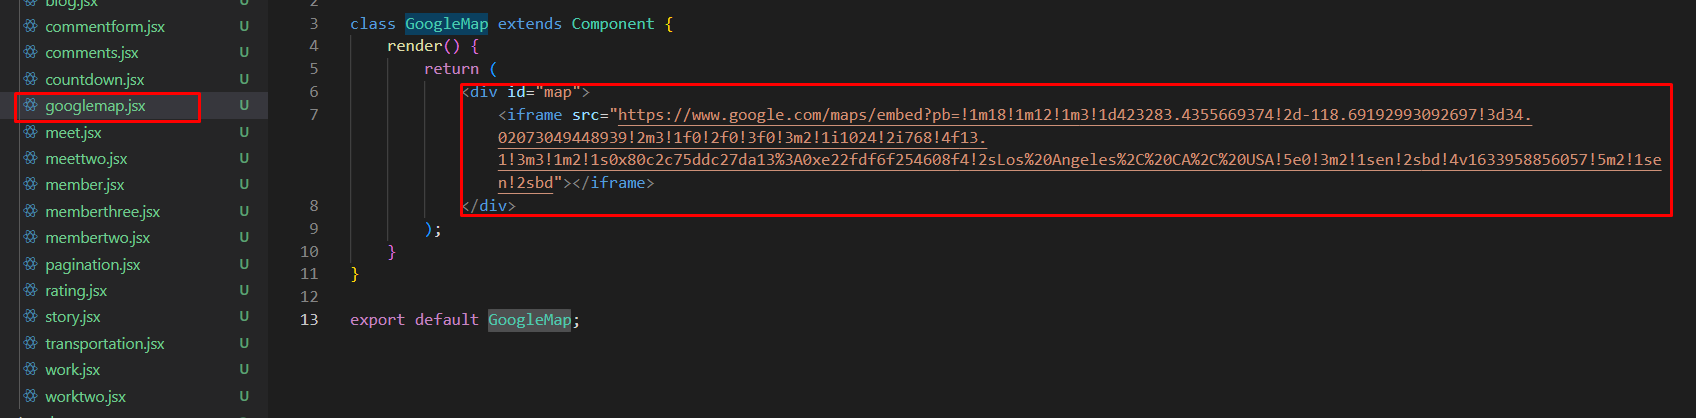 blog.jsx
commentform.jsx U
comments.jsx U
countdown.jsx U
googlemap.jsx U
meet.jsx U
meettwo.jsx U
member.jsx U
memberthree.jsx U
membertwo.jsx U
pagination.jsx U
rating.jsx U
story.jsx U
transportation.jsx U
work.jsx U
worktwo.jsx U
2
3 class GoogleMap extends Component {
4 render() {
5 return (
6 <div id="map">
7 <iframe src="https://www.google.com/maps/embed?pb=!1m18!1m12!1m3!1d423283.4355669374!2d-118.69192993092697!3d34.
02073049448939!2m3!1f0!2f0!3f0!3m2!1i1024!2i768!4f13.
1!3m3!1m2!1s0x80c2c75ddc27da13%3A0xe22fdf6f254608f4!2sLos%20Angeles%2C%20CA%2C%20USA!5e0!3m2!1sen!2sbd!4v1633958856057!5m2!1se
n!2sbd"></iframe>
8 </div>
9 );
10 }
11 }
12
13 export default GoogleMap;